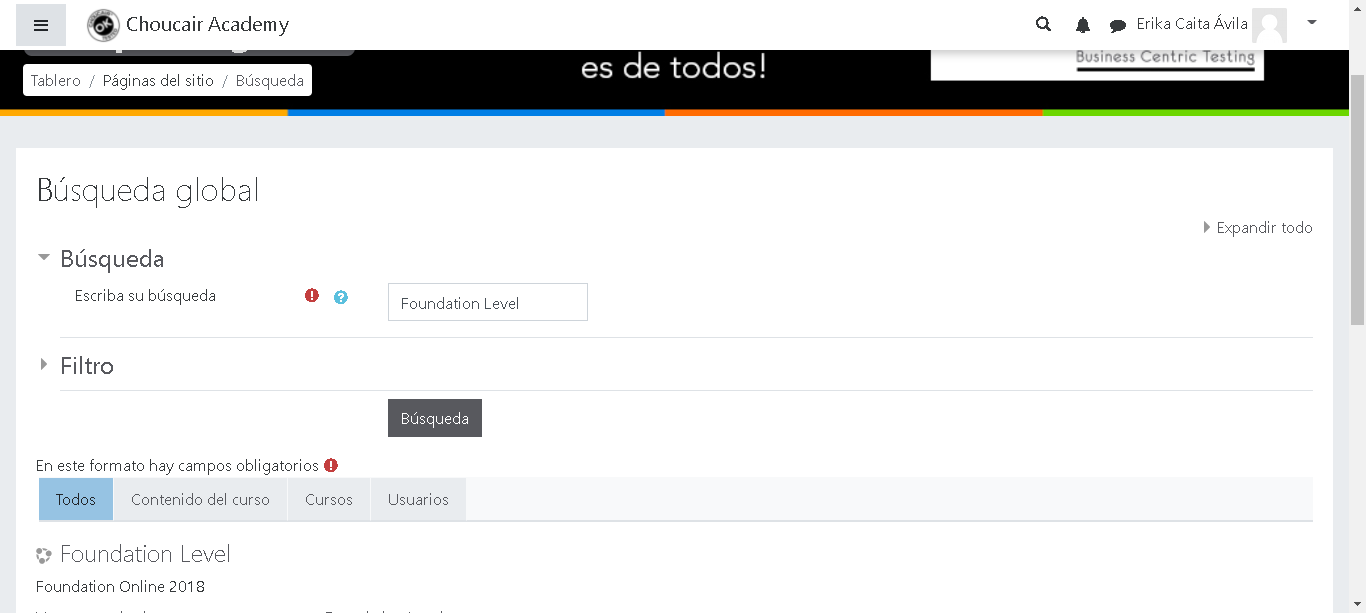 Choucair Academy
Erika Caita Ávila
Tablero / Páginas del sitio / Búsqueda
es de todos!
Business Centric Testing
Búsqueda global
Expandir todo
Búsqueda
Escriba su búsqueda
Foundation Level
Filtro
Búsqueda
En este formato hay campos obligatorios
Todos
Contenido del curso
Cursos
Usuarios
Foundation Level
Foundation Online 2018